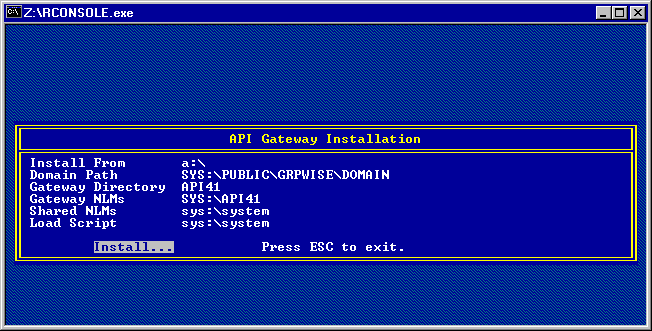 Z:\RCONSOLE.exe
API Gateway Installation
Install From a:\
Domain Path SYS:\PUBLIC\GRPWISE\DOMAIN
Gateway Directory API41
Gateway NLMs SYS:\API41
Shared NLMs sys:\system
Load Script sys:\system
Install... Press ESC to exit.